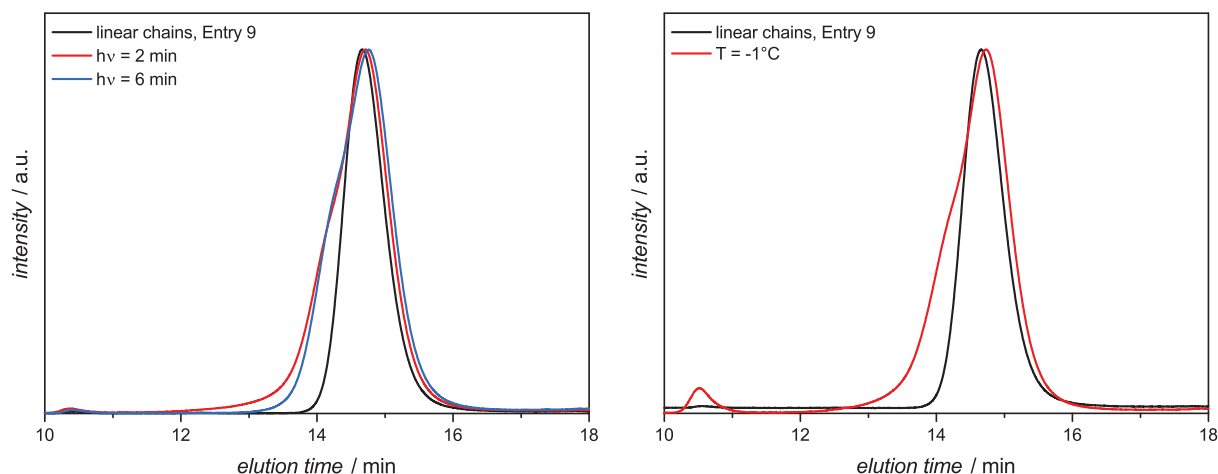 linear chains, Entry 9
hν = 2 min
hν = 6 min
intensity / a.u.
10
12
14
16
18
elution time / min
linear chains, Entry 9
T = -1°C
intensity / a.u.
10
12
14
16
18
elution time / min